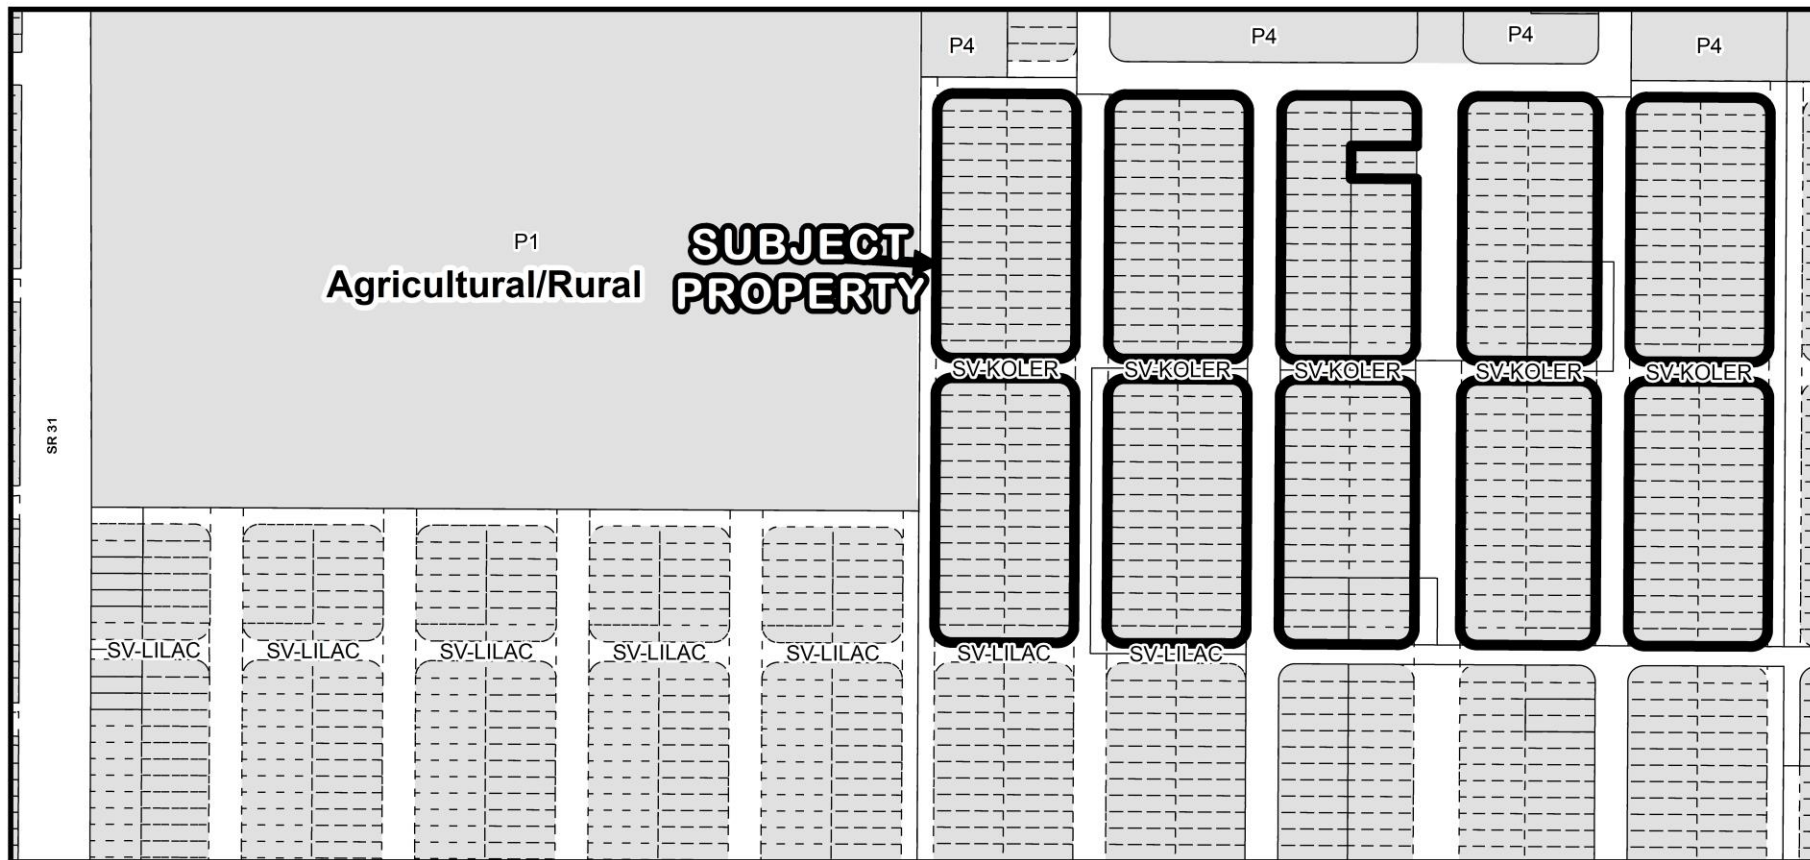 P4
P4
P4
P4
P1
SUBJECT
PROPERTY
Agricultural/Rural
SV-KOLER
SV-KOLER
SV-KOLER
SV-KOLER
SV-KOLER
SR 31
SV-LILAC
SV-LILAC
SV-LILAC
SV-LILAC
SV-LILAC
SV-LILAC
SV-LILAC